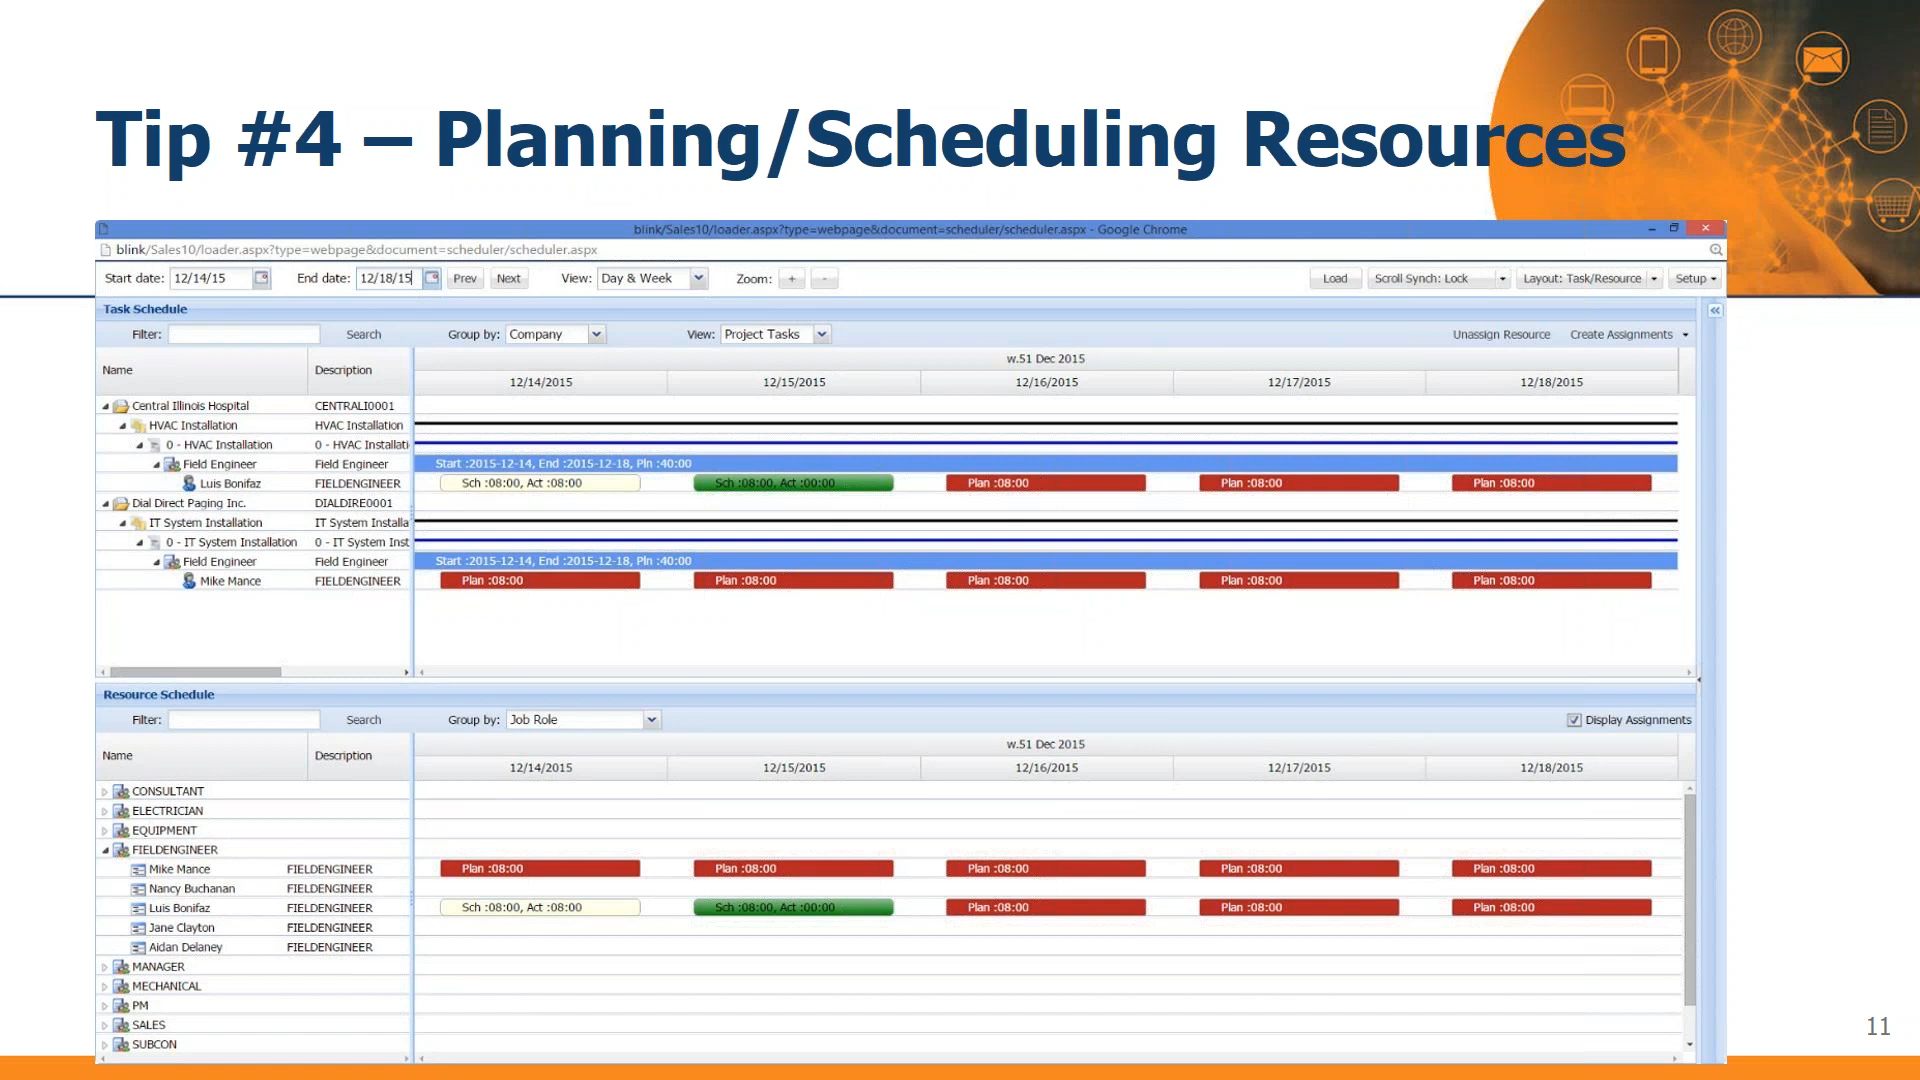 Tip #4 – Planning/Scheduling Resources
blink/Sales10/loader.aspx?type=webpage&document=scheduler/scheduler.aspx - Google Chrome
blink/Sales10/loader.aspx?type=webpage&document=scheduler/scheduler.aspx
Start date: 12/14/15 End date: 12/18/15 Prev Next View: Day & Week Zoom: + - Load Scroll Synch: Lock Layout: Task/Resource Setup
Task Schedule
Filter: Search Group by: Company View: Project Tasks Unassign Resource Create Assignments
Name Description w.51 Dec 2015
12/14/2015 12/15/2015 12/16/2015 12/17/2015 12/18/2015
Central Illinois Hospital CENTRALI0001
HVAC Installation HVAC Installation
0 - HVAC Installation 0 - HVAC Installati
Field Engineer Field Engineer Start :2015-12-14, End :2015-12-18, Pln :40:00
Luis Bonifaz FIELDENGINEER Sch :08:00, Act :08:00 Sch :08:00, Act :00:00 Plan :08:00 Plan :08:00 Plan :08:00
Dial Direct Paging Inc. DIALDIRE0001
IT System Installation IT System Installa
0 - IT System Installation 0 - IT System Inst
Field Engineer Field Engineer Start :2015-12-14, End :2015-12-18, Pln :40:00
Mike Mance FIELDENGINEER Plan :08:00 Plan :08:00 Plan :08:00 Plan :08:00 Plan :08:00
Resource Schedule
Filter: Search Group by: Job Role Display Assignments
Name Description w.51 Dec 2015
12/14/2015 12/15/2015 12/16/2015 12/17/2015 12/18/2015
CONSULTANT
ELECTRICIAN
EQUIPMENT
FIELDENGINEER
Mike Mance FIELDENGINEER Plan :08:00 Plan :08:00 Plan :08:00 Plan :08:00 Plan :08:00
Nancy Buchanan FIELDENGINEER
Luis Bonifaz FIELDENGINEER Sch :08:00, Act :08:00 Sch :08:00, Act :00:00 Plan :08:00 Plan :08:00 Plan :08:00
Jane Clayton FIELDENGINEER
Aidan Delaney FIELDENGINEER
MANAGER
MECHANICAL
PM
SALES
SUBCON
11